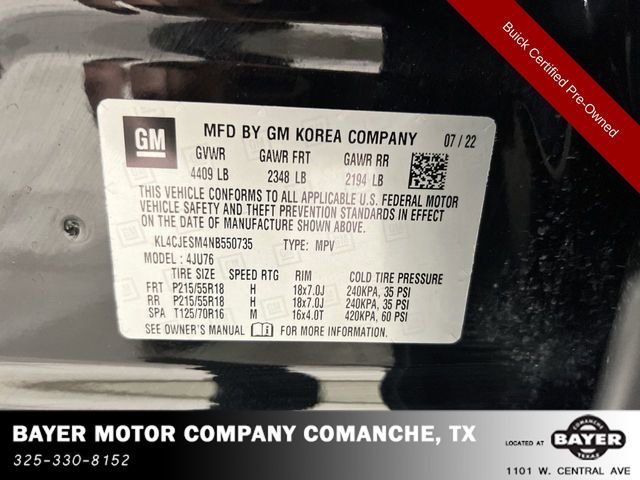 Buick Certified Pre-Owned
GM
MFD BY GM KOREA COMPANY 07 / 22
GVWR GAWR FRT GAWR RR
4409 LB 2348 LB 2194 LB
THIS VEHICLE CONFORMS TO ALL APPLICABLE U.S. FEDERAL MOTOR
VEHICLE SAFETY AND THEFT PREVENTION STANDARDS IN EFFECT
ON THE DATE OF MANUFACTURE SHOWN ABOVE.
KL4CJESM4NB550735 TYPE: MPV
MODEL : 4JU76
TIRE SIZE SPEED RTG RIM COLD TIRE PRESSURE
FRT P215/55R18 H 18x7.0J 240KPA, 35 PSI
RR P215/55R18 H 18x7.0J 240KPA, 35 PSI
SPA T125/70R16 M 16x4.0T 420KPA, 60 PSI
SEE OWNER'S MANUAL FOR MORE INFORMATION.
BAYER MOTOR COMPANY COMANCHE, TX
325-330-8152
LOCATED AT
COMANCHE
BAYER
TEXAS
1101 W. CENTRAL AVE